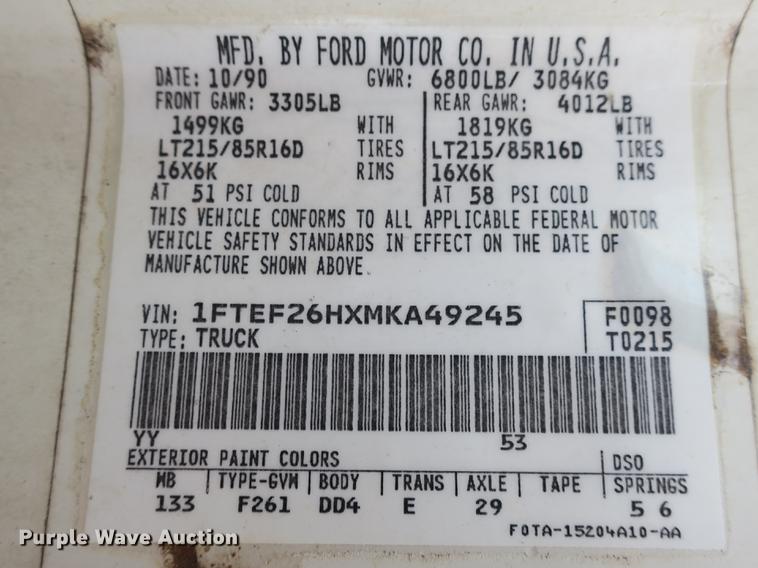 MFD. BY FORD MOTOR CO. IN U.S.A.
DATE: 10/90 GVWR: 6800LB/ 3084KG
FRONT GAWR: 3305LB REAR GAWR: 4012LB
1499KG WITH 1819KG WITH
LT215/85R16D TIRES LT215/85R16D TIRES
16X6K RIMS 16X6K RIMS
AT 51 PSI COLD AT 58 PSI COLD
THIS VEHICLE CONFORMS TO ALL APPLICABLE FEDERAL MOTOR
VEHICLE SAFETY STANDARDS IN EFFECT ON THE DATE OF
MANUFACTURE SHOWN ABOVE.
VIN: 1FTEF26HXMKA49245 F0098
TYPE: TRUCK T0215
YY 53
EXTERIOR PAINT COLORS DSO
WB TYPE-GVW BODY TRANS AXLE TAPE SPRINGS
133 F261 DD4 E 29 5 6
F0TA-15204A10-AA
Purple Wave Auction